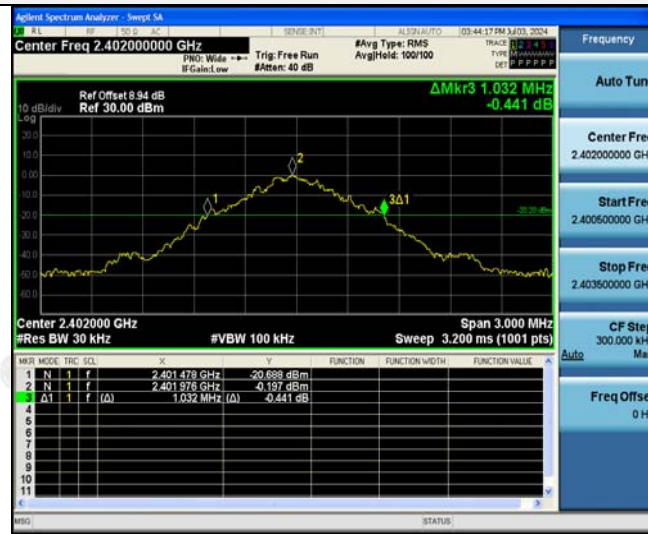 Agilent Spectrum Analyzer - Swept SA
RL RF 50 Ω AC SENSE:INT ALIGN AUTO 03:44:17 PM Jul 03, 2024
Center Freq 2.402000000 GHz
PNO: Wide Trig: Free Run
IFGain:Low #Atten: 40 dB
#Avg Type: RMS
Avg|Hold: 100/100
TRACE 1 2 3 4 5 6
TYPE M
DET P P P P P P
Frequency
Auto Tun
ΔMkr3 1.032 MHz
-0.441 dB
Ref Offset 8.94 dB
10 dB/div Ref 30.00 dBm
Log
20.0
10.0
0.00
-10.0
-20.0
-30.0
-40.0
-50.0
-60.0
1
2
3Δ1
-20.20 dBm
Center Fre
2.402000000 GH
Start Fre
2.400500000 GH
Stop Fre
2.403500000 GH
CF Step
300.000 kH
Auto Ma
Freq Offse
0 H
Center 2.402000 GHz Span 3.000 MHz
#Res BW 30 kHz #VBW 100 kHz Sweep 3.200 ms (1001 pts)
MKR MODE TRC SCL X Y FUNCTION FUNCTION WIDTH FUNCTION VALUE
1 N 1 f 2.401 478 GHz -20.688 dBm
2 N 1 f 2.401 976 GHz -0.197 dBm
3 Δ1 1 f (Δ) 1.032 MHz (Δ) -0.441 dB
4
5
6
7
8
9
10
11
MSG STATUS